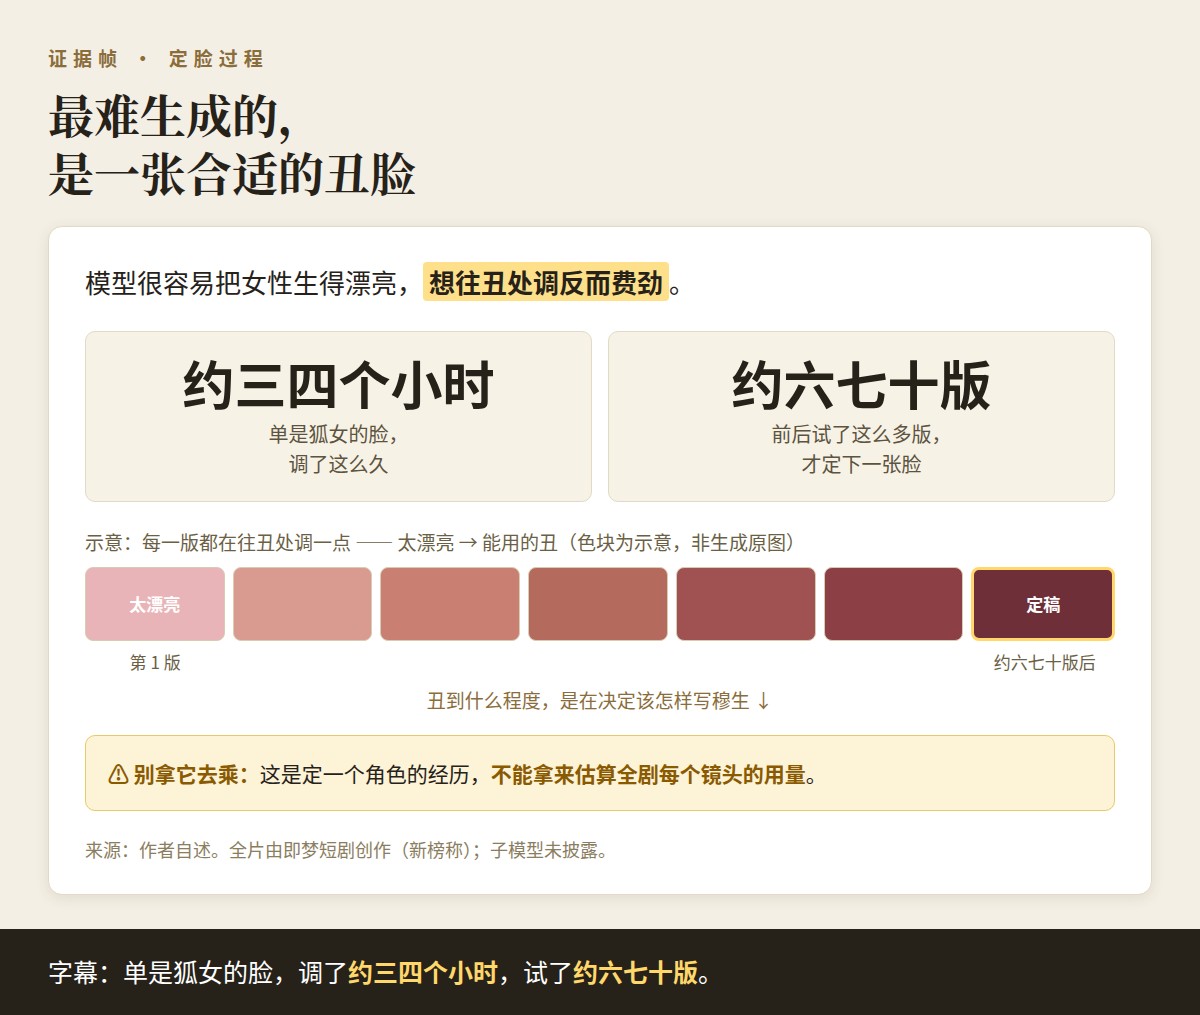 证据帧 · 定脸过程
最难生成的,
是一张合适的丑脸
模型很容易把女性生得漂亮，想往丑处调反而费劲。
约三四个小时
单是狐女的脸，
调了这么久
约六七十版
前后试了这么多版，
才定下一张脸
示意：每一版都在往丑处调一点 —— 太漂亮 → 能用的丑（色块为示意，非生成原图）
太漂亮
定稿
第 1 版
约六七十版后
丑到什么程度，是在决定该怎样写穆生 ↓
⚠ 别拿它去乘：这是定一个角色的经历，不能拿来估算全剧每个镜头的用量。
来源：作者自述。全片由即梦短剧创作（新榜称）；子模型未披露。
字幕：单是狐女的脸，调了约三四个小时，试了约六七十版。